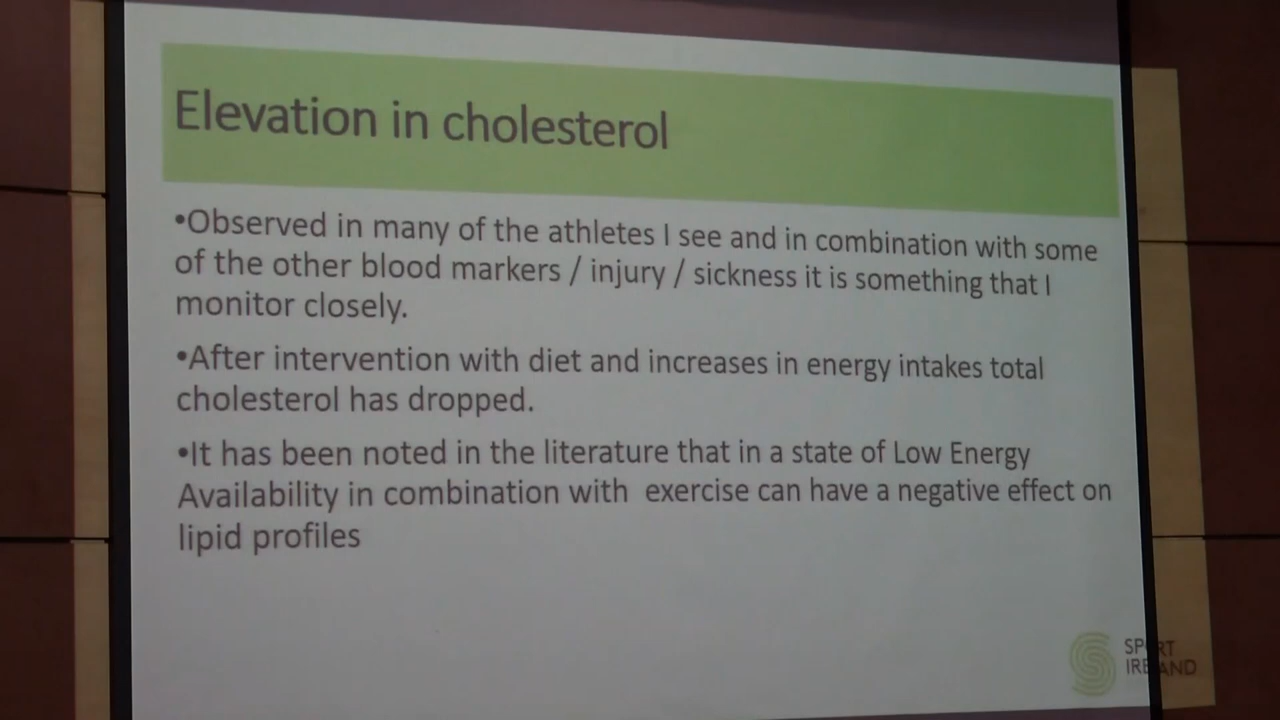 Elevation in cholesterol
•Observed in many of the athletes I see and in combination with some
of the other blood markers / injury / sickness it is something that I
monitor closely.
•After intervention with diet and increases in energy intakes total
cholesterol has dropped.
•It has been noted in the literature that in a state of Low Energy
Availability in combination with exercise can have a negative effect on
lipid profiles
SPORT
IRELAND